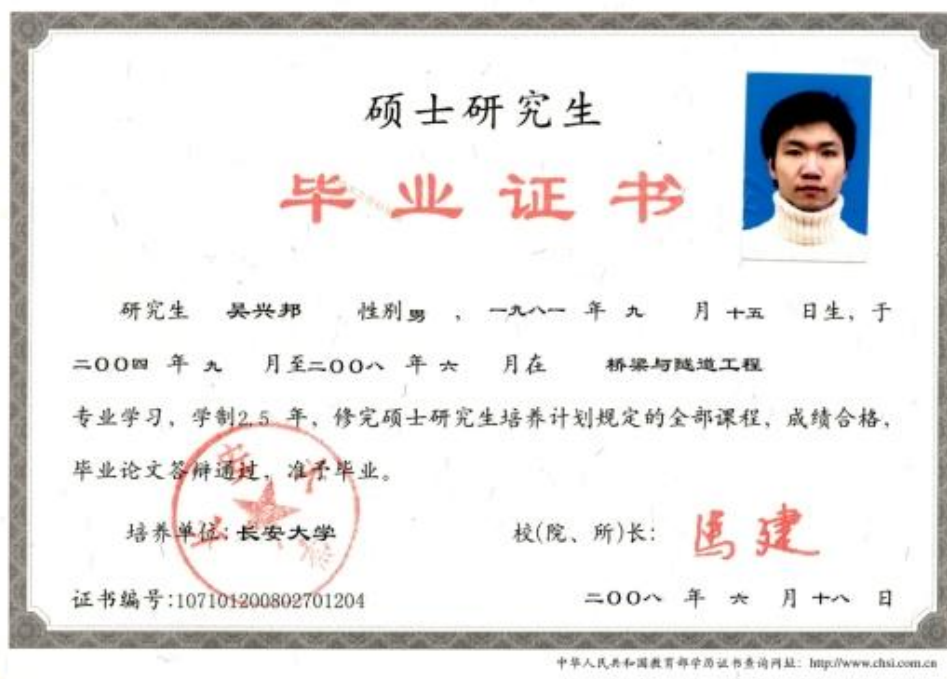 硕士研究生
毕业证书
研究生 吴兴邦 性别男 , 一九八一 年 九 月 十五 日生, 于
二OO四 年 九 月至二OO八 年 六 月在 桥梁与隧道工程
专业学习, 学制2.5 年, 修完硕士研究生培养计划规定的全部课程, 成绩合格,
毕业论文答辩通过, 准予毕业。
培养单位: 长安大学 校(院、所)长: 马建
证书编号:107101200802701204 二OO八 年 六 月 十八 日
中华人民共和国教育部学历证书查询网址: http://www.chsi.com.cn